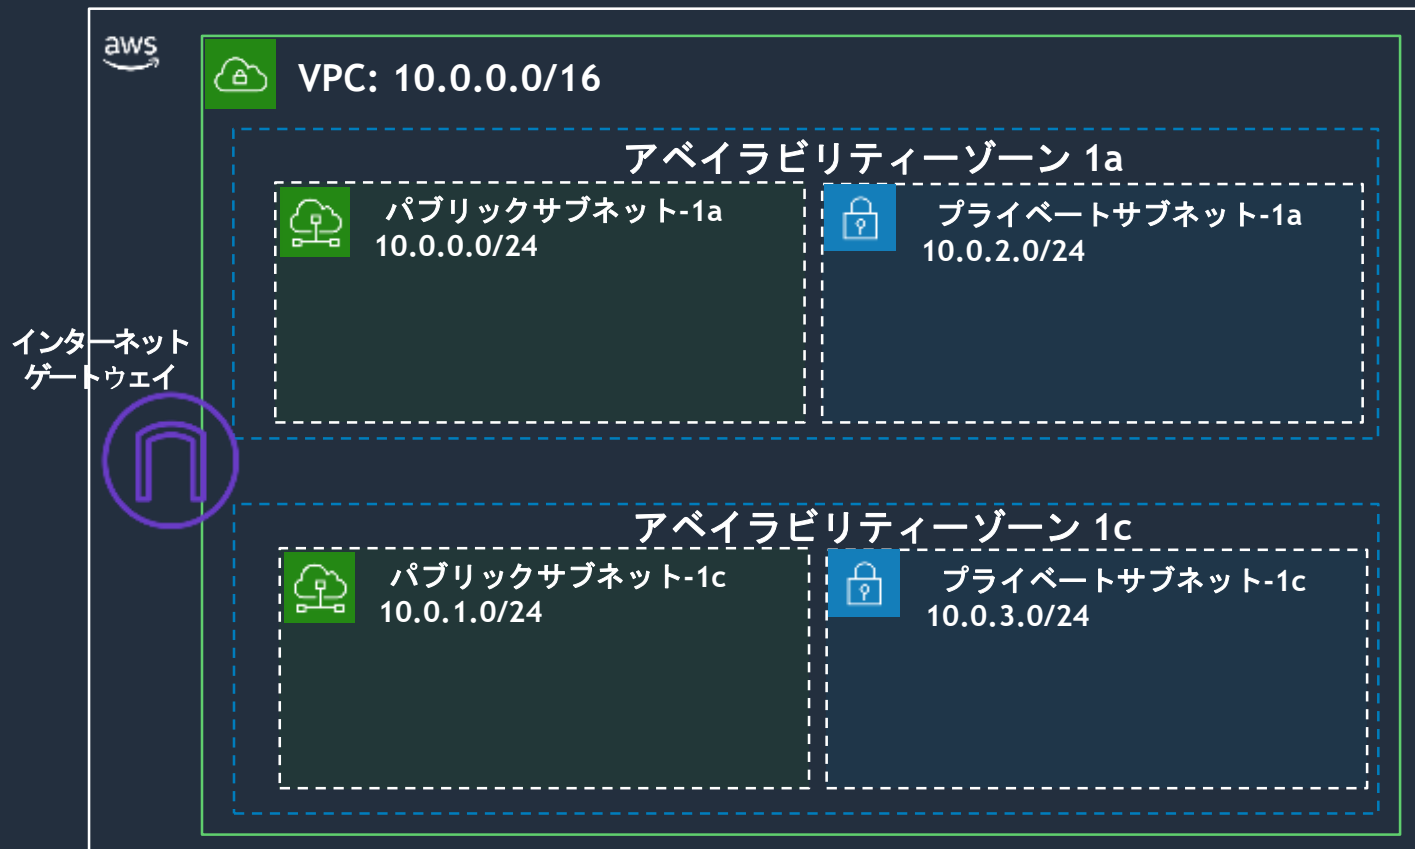 aws
VPC: 10.0.0.0/16
アベイラビリティーゾーン 1a
パブリックサブネット-1a
10.0.0.0/24
プライベートサブネット-1a
10.0.2.0/24
インターネット
ゲートウェイ
アベイラビリティーゾーン 1c
パブリックサブネット-1c
10.0.1.0/24
プライベートサブネット-1c
10.0.3.0/24